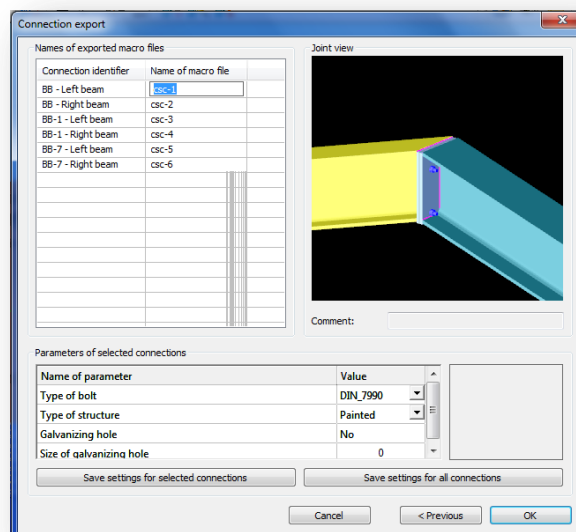 Connection export
Names of exported macro files
Connection identifier Name of macro file
BB - Left beam csc-1
BB - Right beam csc-2
BB-1 - Left beam csc-3
BB-1 - Right beam csc-4
BB-7 - Left beam csc-5
BB-7 - Right beam csc-6
Joint view
Comment:
Parameters of selected connections
Name of parameter Value
Type of bolt DIN_7990
Type of structure Painted
Galvanizing hole No
Size of galvanizing hole 0
Save settings for selected connections Save settings for all connections
Cancel < Previous OK